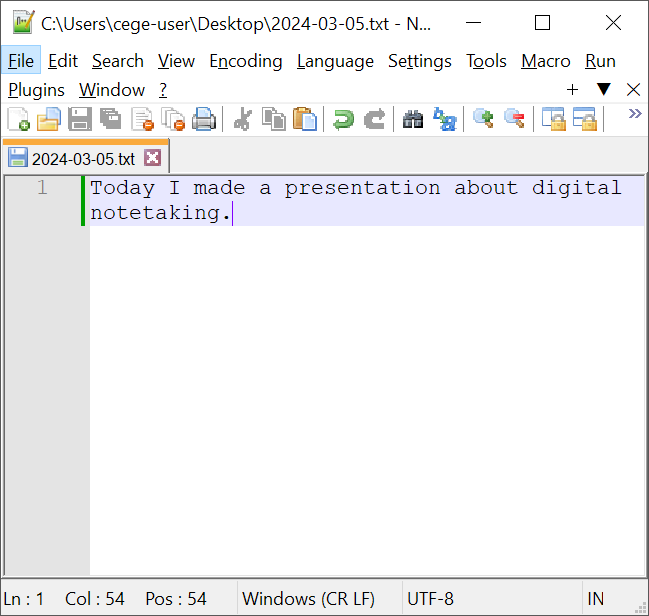 C:\Users\cege-user\Desktop\2024-03-05.txt - N...
File Edit Search View Encoding Language Settings Tools Macro Run
Plugins Window ? + ▼ X
2024-03-05.txt
1 Today I made a presentation about digital
notetaking.
Ln : 1 Col : 54 Pos : 54 Windows (CR LF) UTF-8 IN